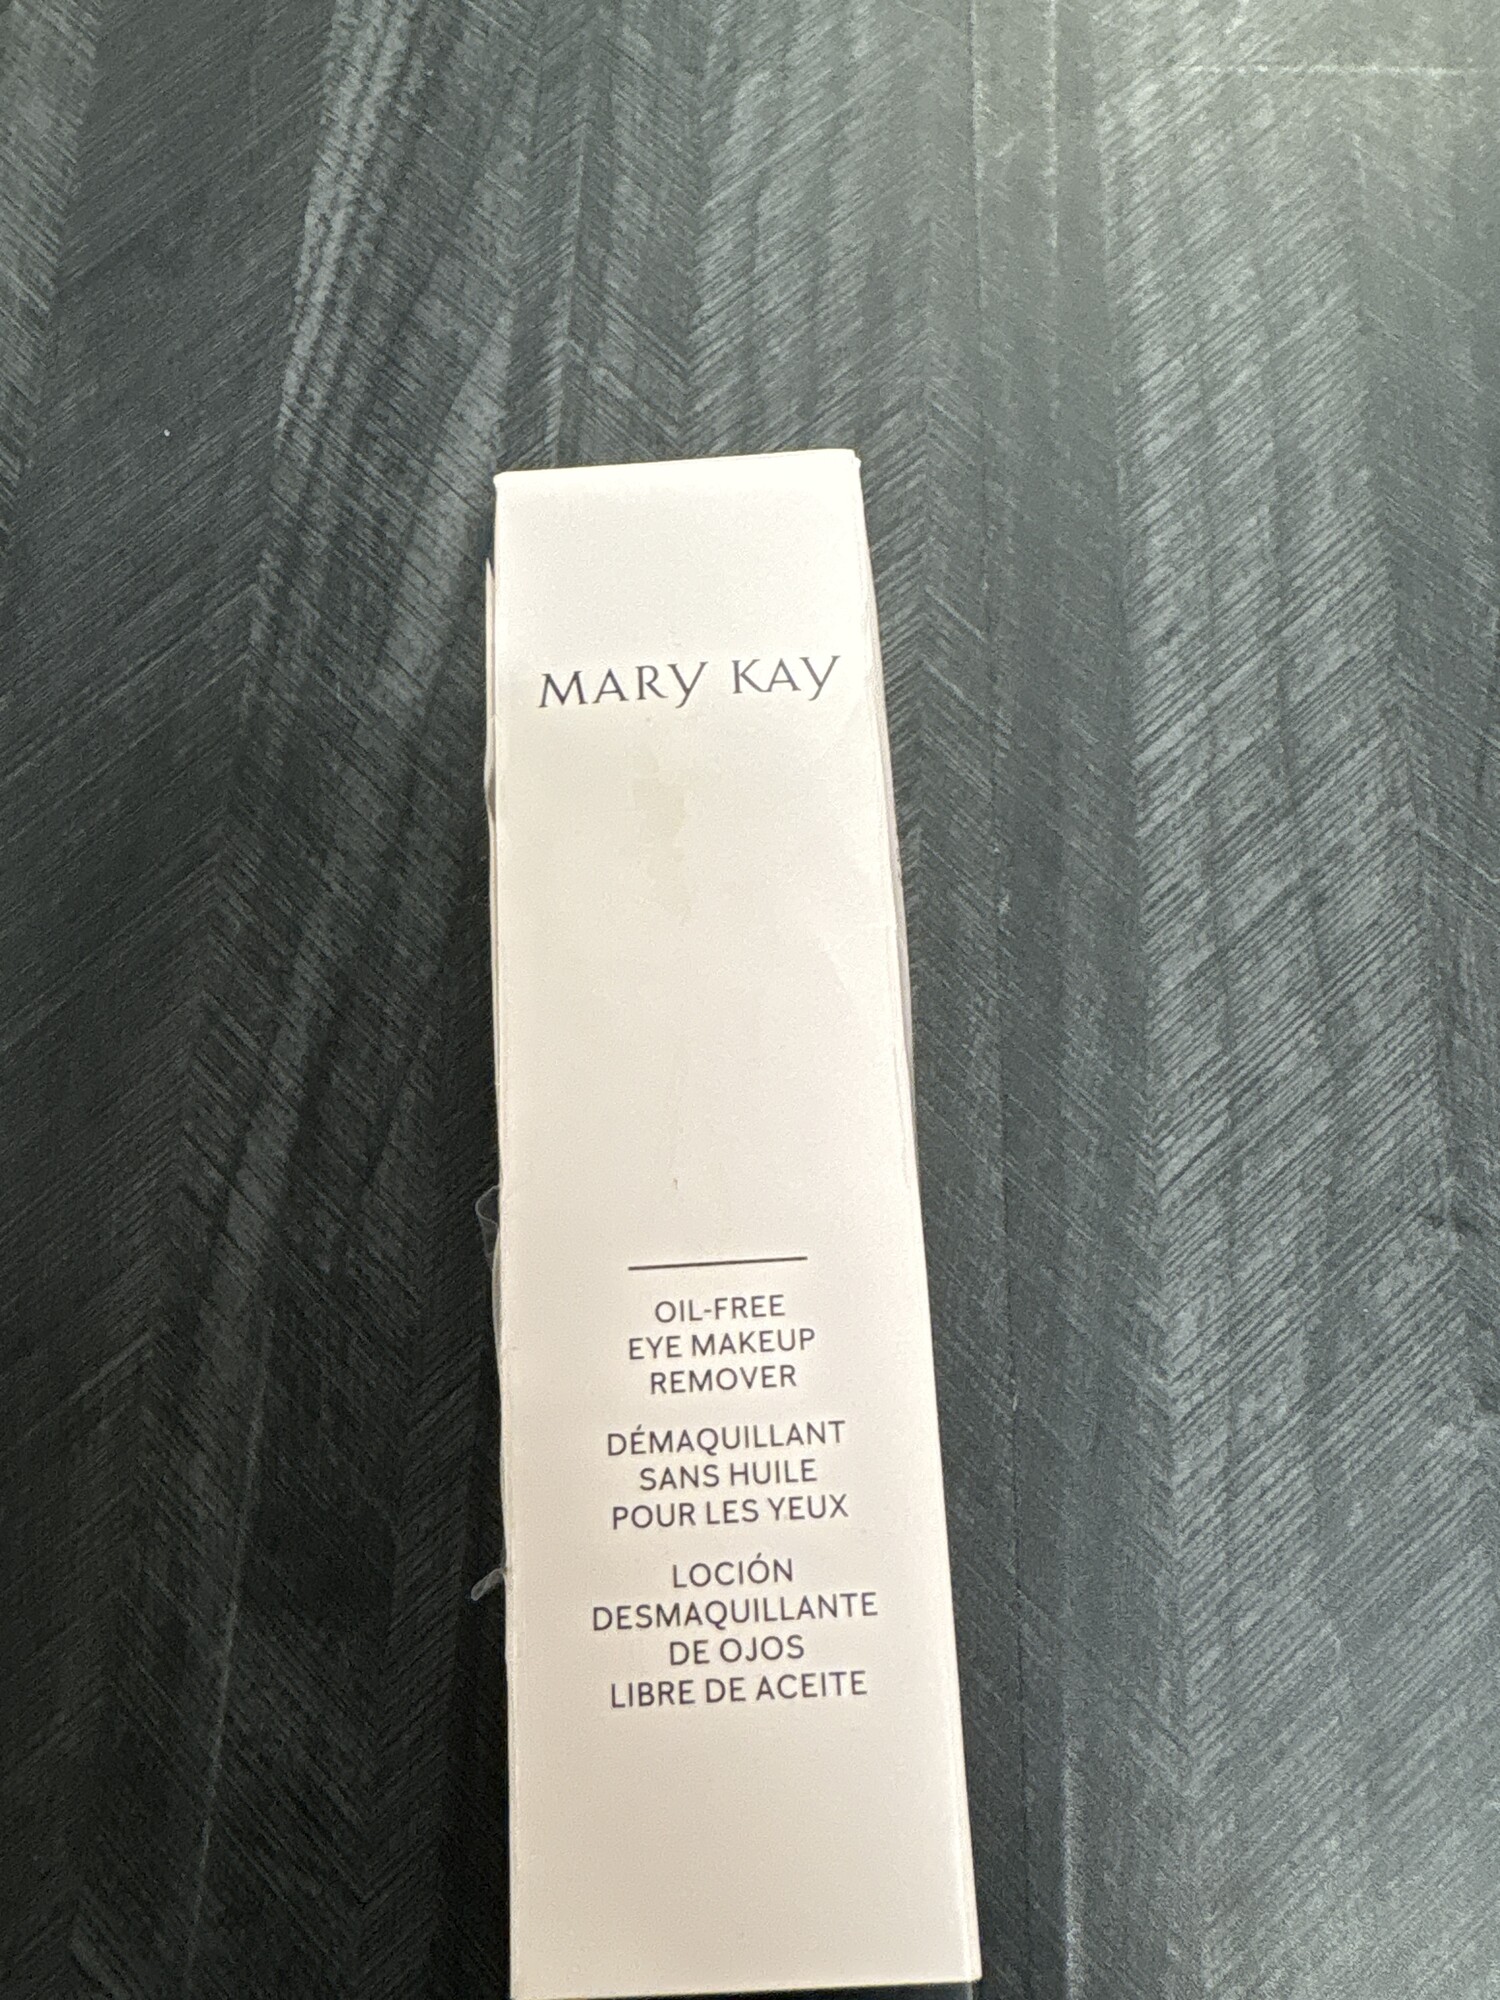 MARY KAY
OIL-FREE
EYE MAKEUP
REMOVER
DÉMAQUILLANT
SANS HUILE
POUR LES YEUX
LOCIÓN
DESMAQUILLANTE
DE OJOS
LIBRE DE ACEITE